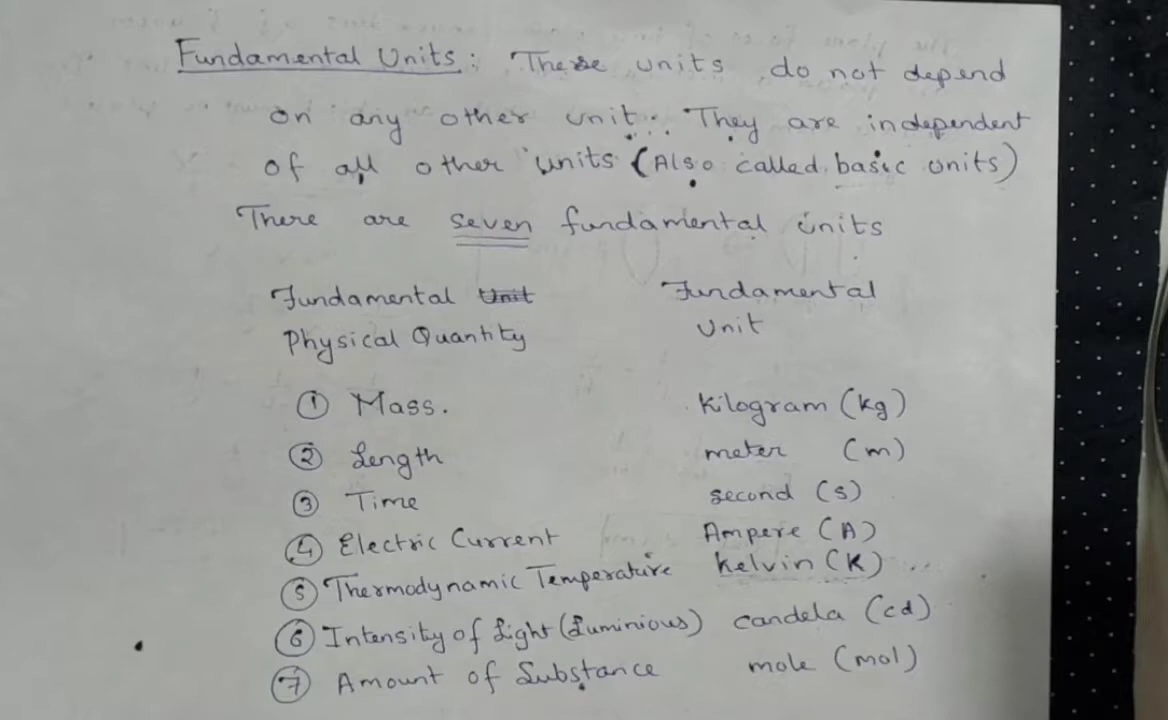 Fundamental Units: These units do not depend
on any other unit. They are independent
of all other units (Also called basic units)
There are seven fundamental units
Fundamental Unit Fundamental
Physical Quantity Unit
① Mass. Kilogram (kg)
② Length meter (m)
③ Time second (s)
④ Electric Current Ampere (A)
⑤ Thermodynamic Temperature Kelvin (K)
⑥ Intensity of Light (Luminious) candela (cd)
⑦ Amount of Substance mole (mol)